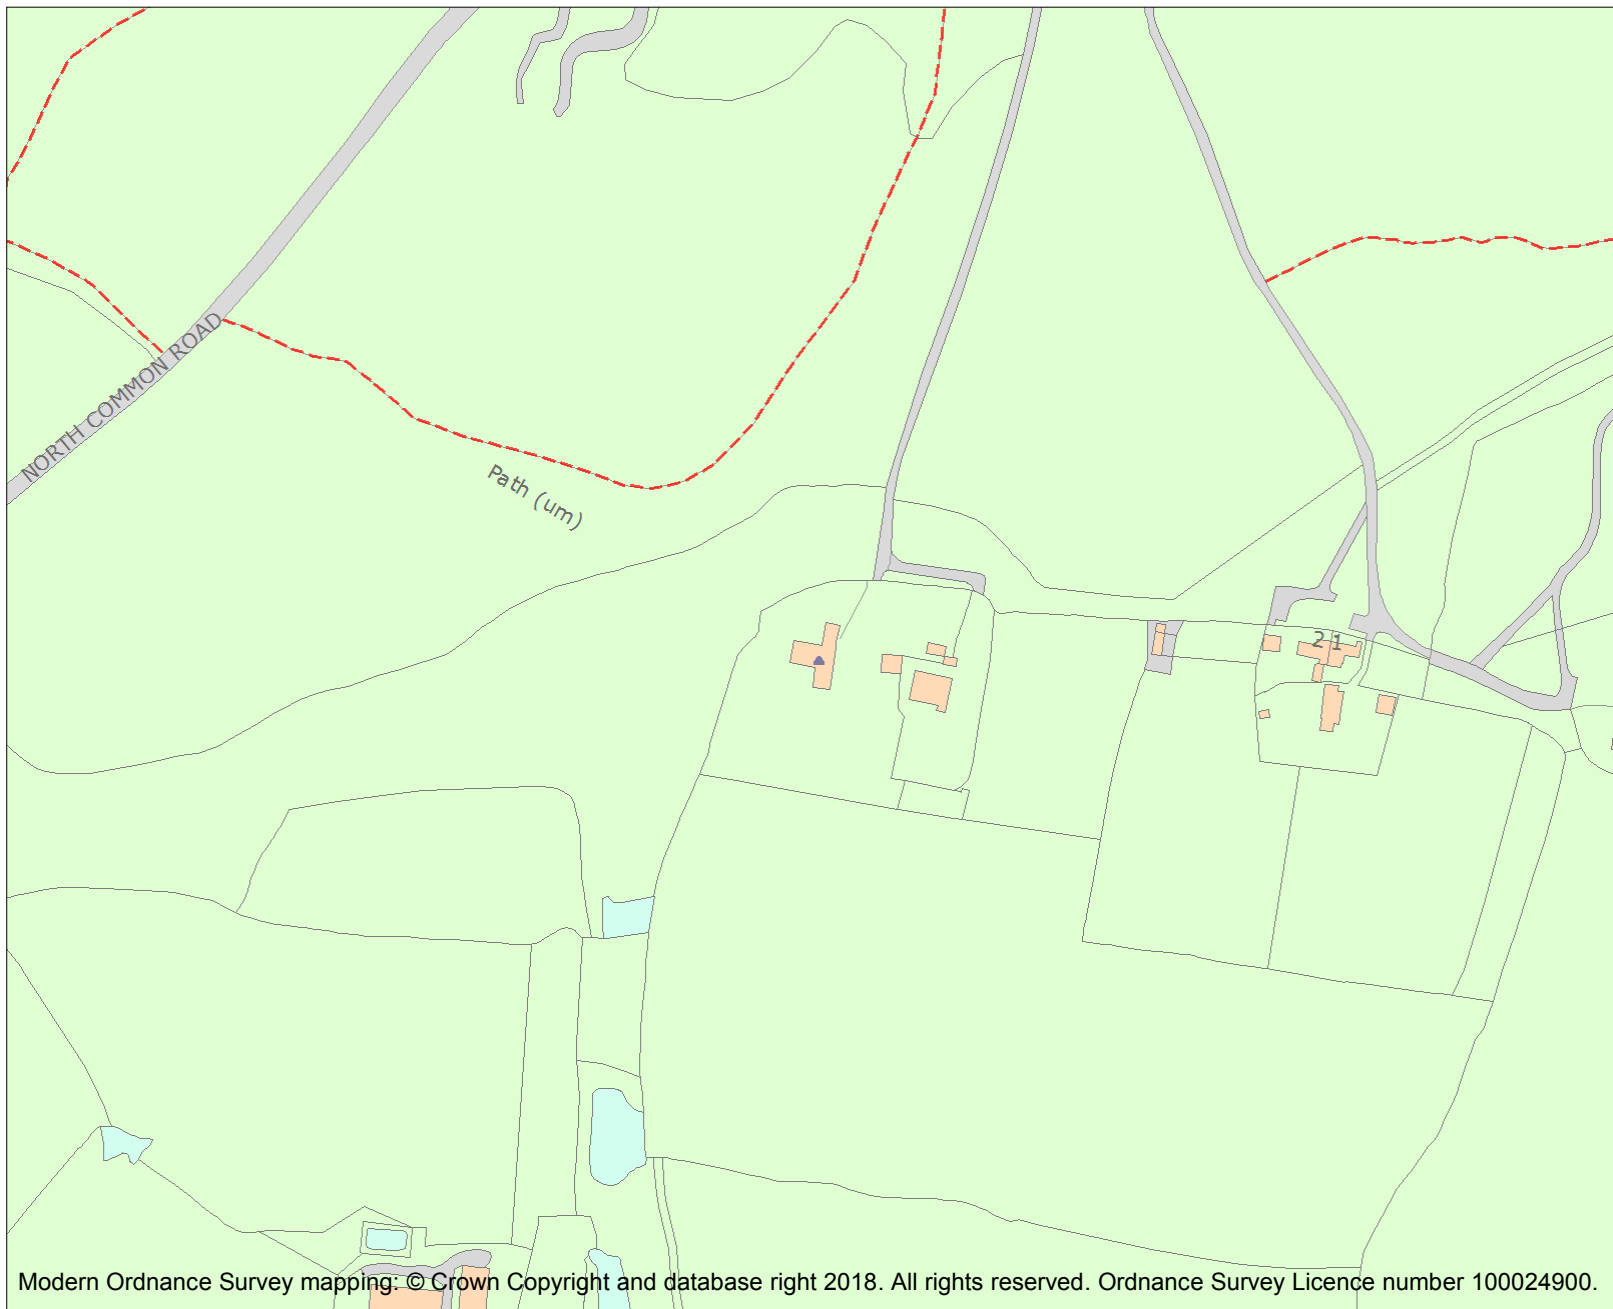 NORTH COMMON ROAD
Path (um)
2 1
Modern Ordnance Survey mapping: © Crown Copyright and database right 2018. All rights reserved. Ordnance Survey Licence number 100024900.